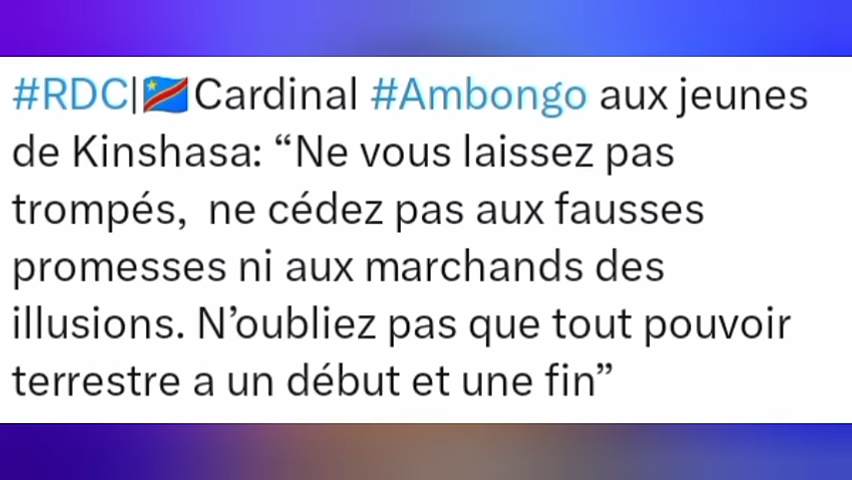 #RDC|🇨🇩Cardinal #Ambongo aux jeunes
de Kinshasa: “Ne vous laissez pas
trompés,  ne cédez pas aux fausses
promesses ni aux marchands des
illusions. N’oubliez pas que tout pouvoir
terrestre a un début et une fin”